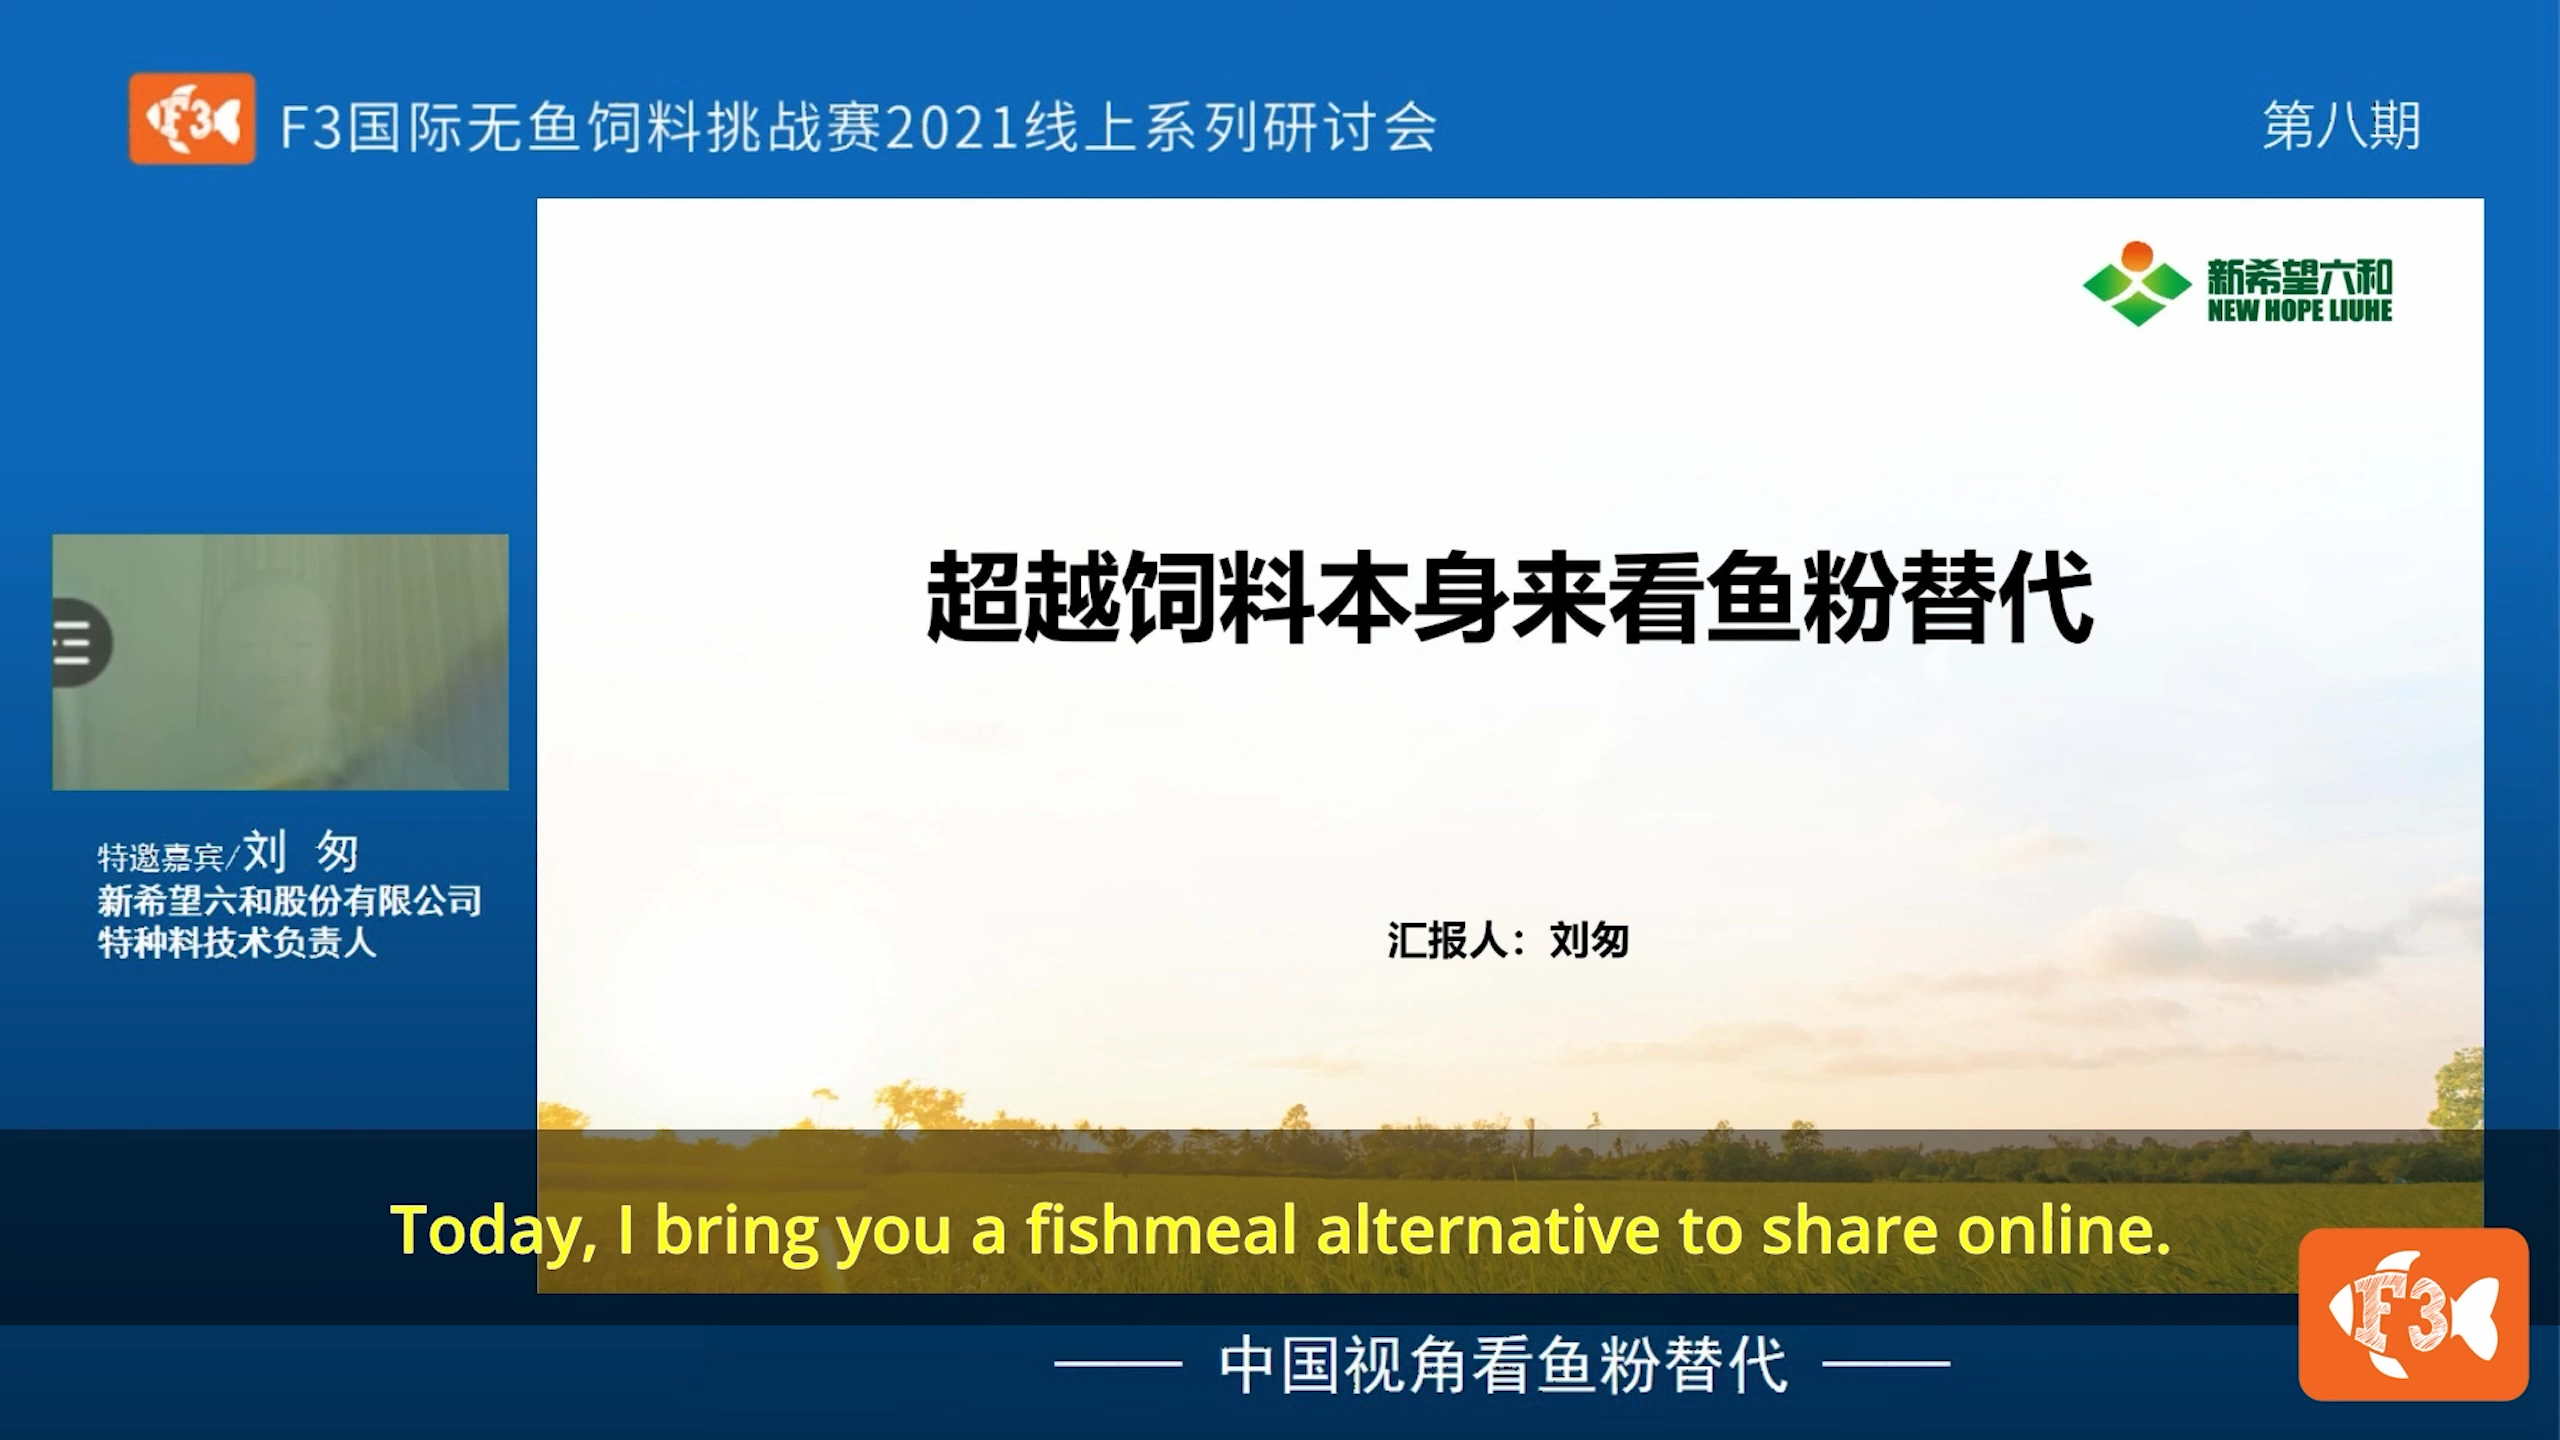 F3
F3国际无鱼饲料挑战赛2021线上系列研讨会
第八期
新希望六和
NEW HOPE LIUHE
超越饲料本身来看鱼粉替代
汇报人：刘匆
特邀嘉宾/刘 匆
新希望六和股份有限公司
特种料技术负责人
Today, I bring you a fishmeal alternative to share online.
中国视角看鱼粉替代
F3